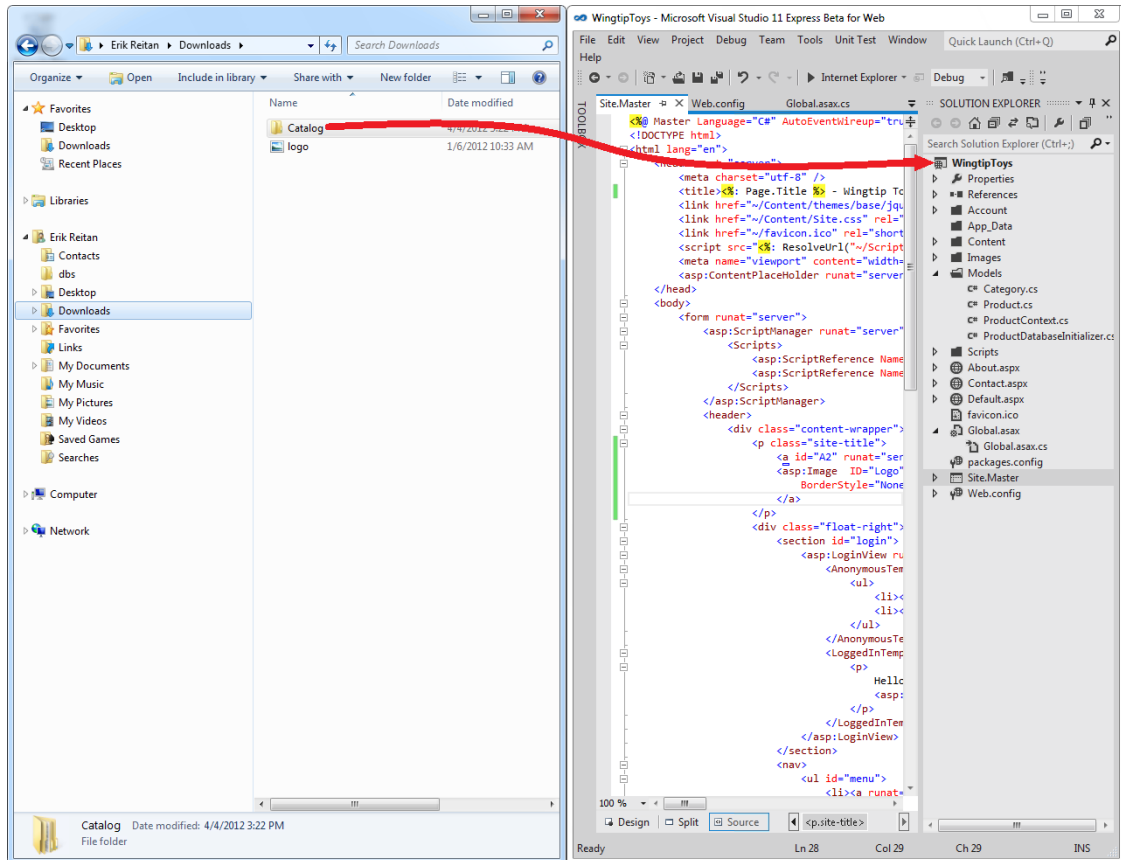 Erik Reitan Downloads
Search Downloads
Organize Open Include in library Share with New folder
Name Date modified
Favorites
Desktop
Downloads
Recent Places
Libraries
Erik Reitan
Contacts
dbs
Desktop
Downloads
Favorites
Links
My Documents
My Music
My Pictures
My Videos
Saved Games
Searches
Computer
Network
Catalog
logo 1/6/2012 10:33 AM
Catalog Date modified: 4/4/2012 3:22 PM
File folder
WingtipToys - Microsoft Visual Studio 11 Express Beta for Web
File Edit View Project Debug Team Tools Unit Test Window
Quick Launch (Ctrl+Q)
Help
Internet Explorer Debug
TOOLBOX
Site.Master Web.config Global.asax.cs
<%@ Master Language="C#" AutoEventWireup="tru
<!DOCTYPE html>
<html lang="en">
"server">
<meta charset="utf-8" />
<title><%: Page.Title %> - Wingtip To
<link href="~/Content/themes/base/jqu
<link href="~/Content/Site.css" rel="
<link href="~/favicon.ico" rel="short
<script src="<%: ResolveUrl("~/Script
<meta name="viewport" content="width=
<asp:ContentPlaceHolder runat="server
</head>
<body>
<form runat="server">
<asp:ScriptManager runat="server"
<Scripts>
<asp:ScriptReference Name
<asp:ScriptReference Name
</Scripts>
</asp:ScriptManager>
<header>
<div class="content-wrapper">
<p class="site-title">
<a id="A2" runat="ser
<asp:Image ID="Logo"
BorderStyle="None
</a>
</p>
<div class="float-right">
<section id="login">
<asp:LoginView ru
<AnonymousTem
<ul>
<li><
<li><
</ul>
</AnonymousTe
<LoggedInTemp
<p>
Hello
<asp:
</p>
</LoggedInTem
</asp:LoginView>
</section>
<nav>
<ul id="menu">
<li><a runat=
100 %
Design Split Source <p.site-title>
Ready Ln 28 Col 29 Ch 29 INS
SOLUTION EXPLORER
Search Solution Explorer (Ctrl+;)
WingtipToys
Properties
References
Account
App_Data
Content
Images
Models
C# Category.cs
C# Product.cs
C# ProductContext.cs
C# ProductDatabaseInitializer.cs
Scripts
About.aspx
Contact.aspx
Default.aspx
favicon.ico
Global.asax
Global.asax.cs
packages.config
Site.Master
Web.config